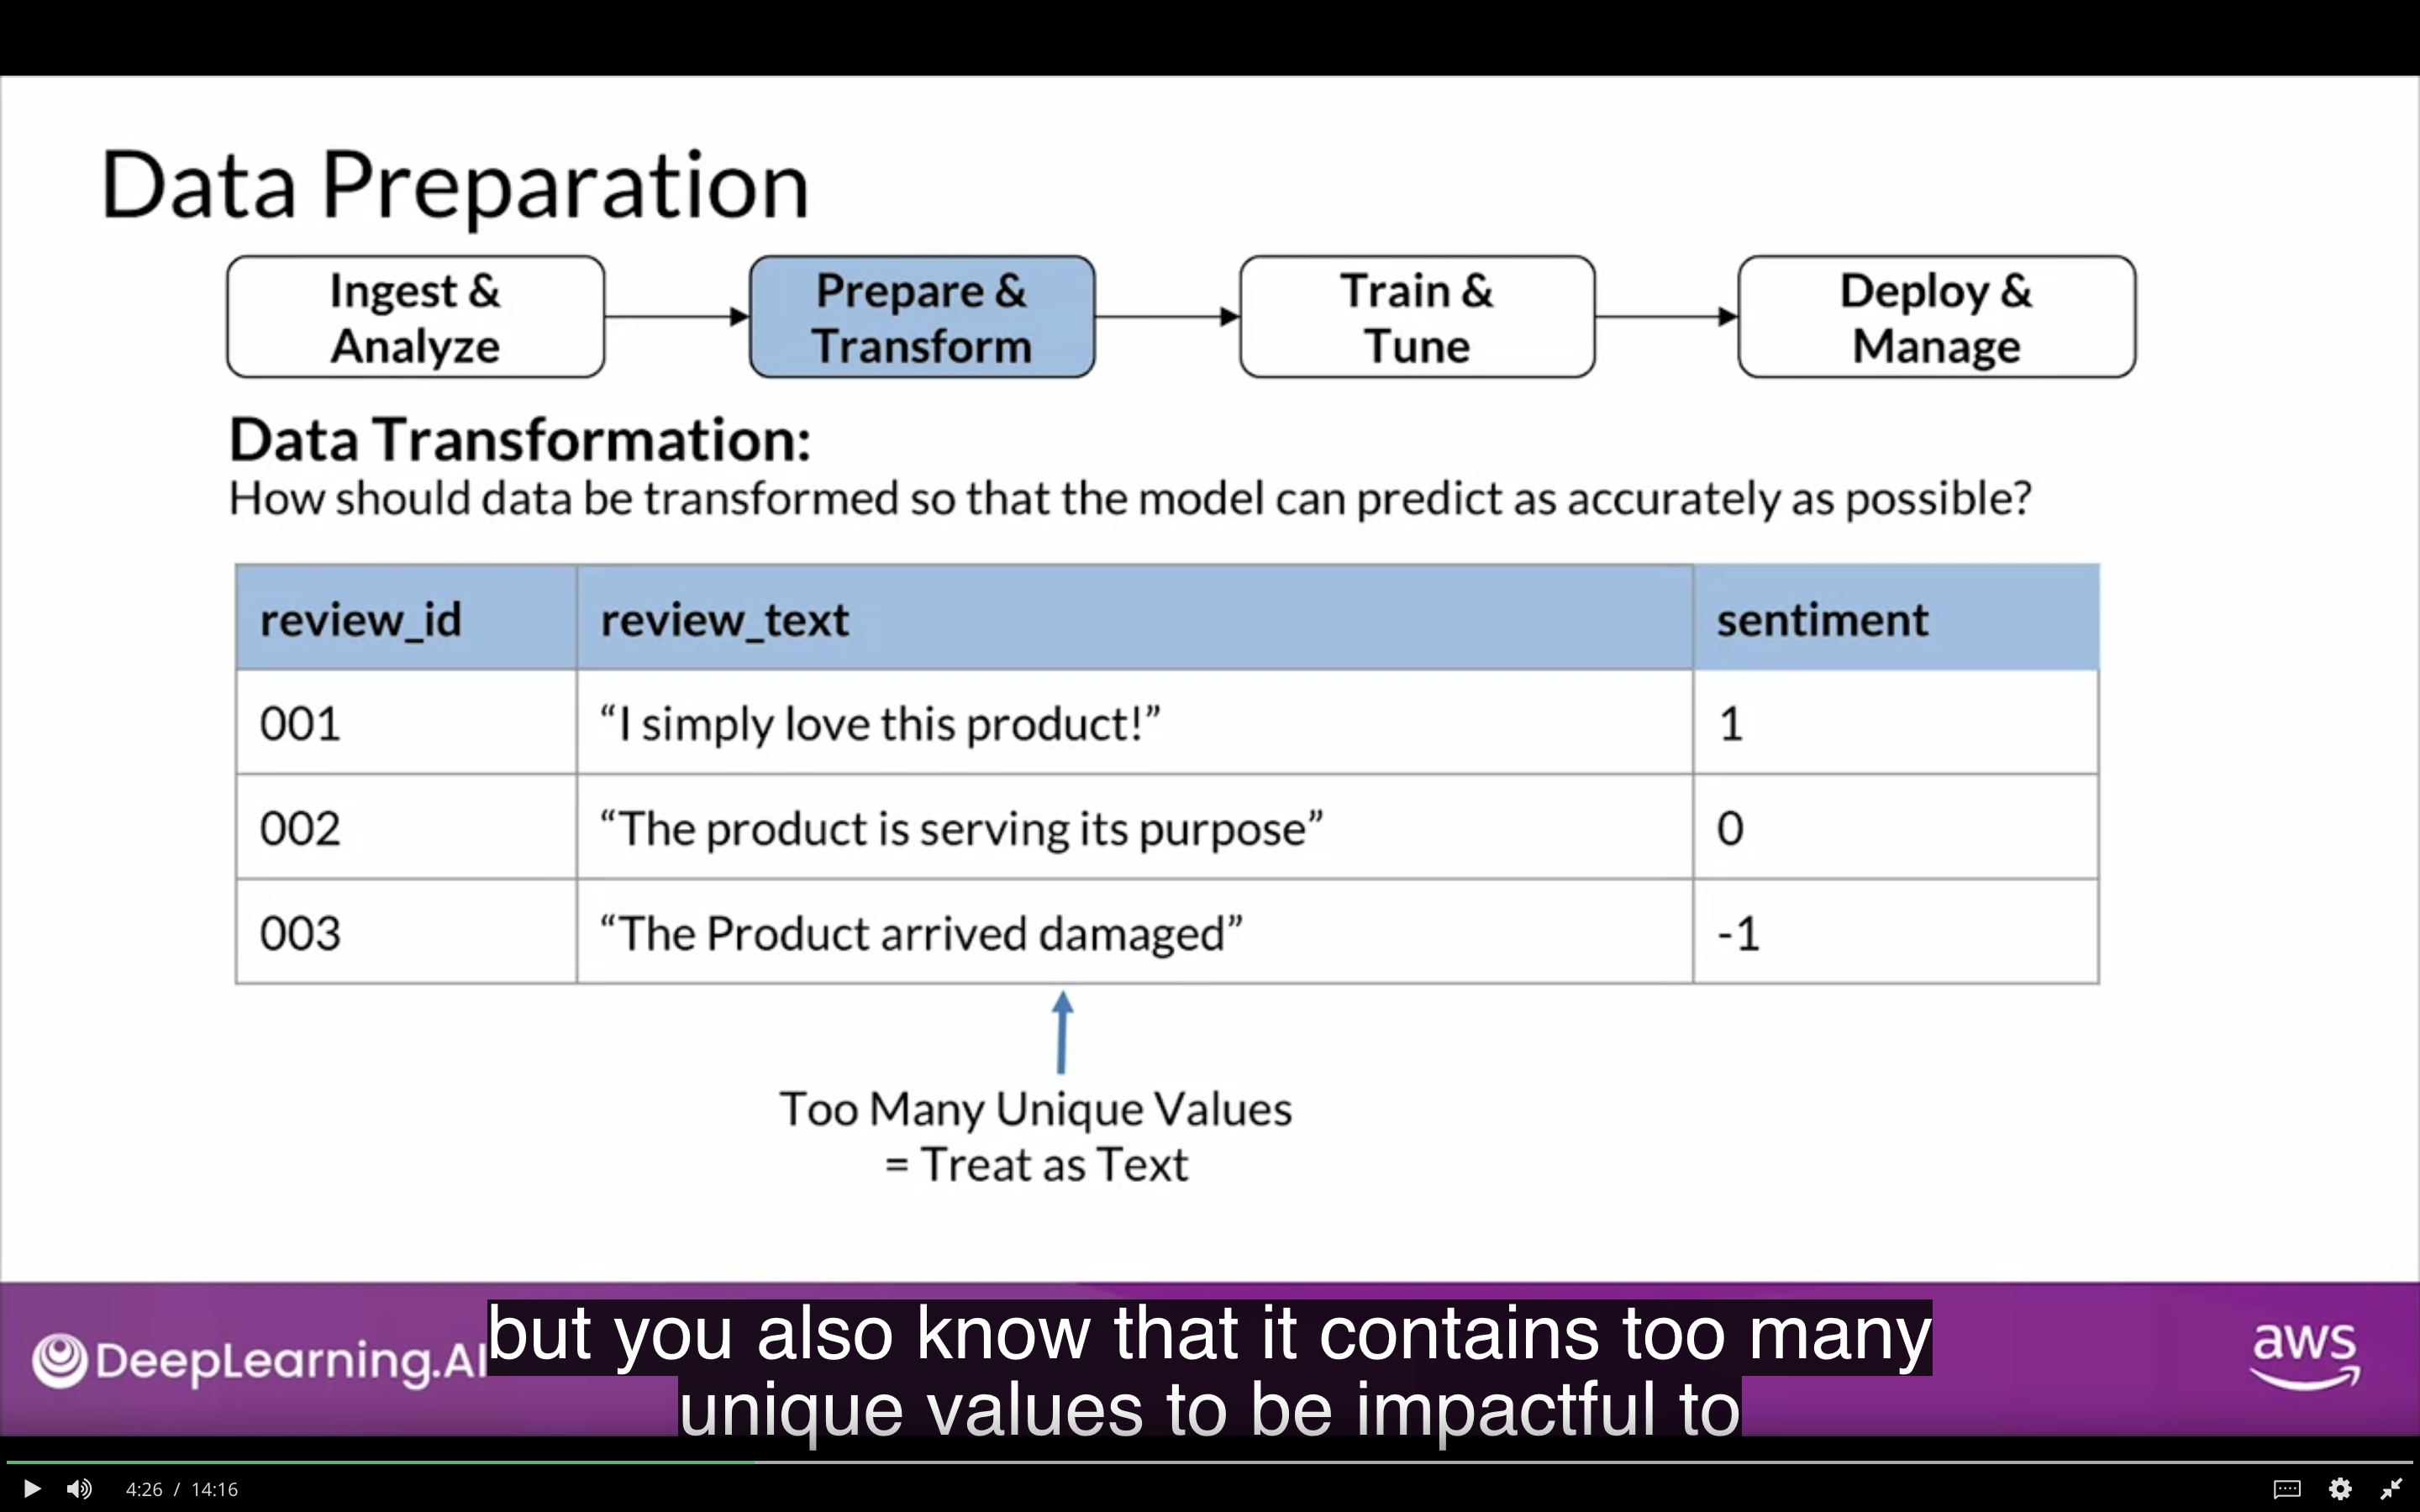 Data Preparation
Ingest &
Analyze
Prepare &
Transform
Train &
Tune
Deploy &
Manage
Data Transformation:
How should data be transformed so that the model can predict as accurately as possible?
review_id review_text sentiment
001 “I simply love this product!” 1
002 “The product is serving its purpose” 0
003 “The Product arrived damaged” -1
Too Many Unique Values
= Treat as Text
DeepLearning.AI
but you also know that it contains too many
unique values to be impactful to
aws
4:26 / 14:16